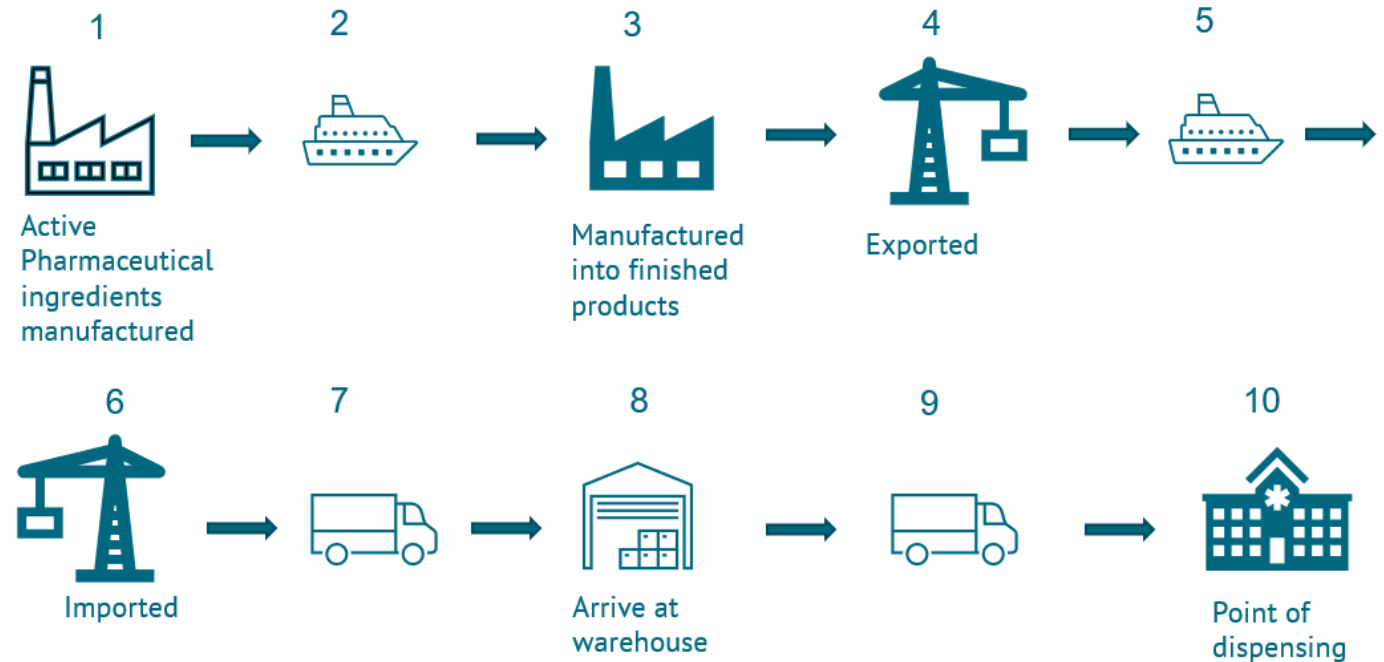 1
2
3
4
5
Active
Pharmaceutical
ingredients
manufactured
Manufactured
into finished
products
Exported
6
7
8
9
10
Imported
Arrive at
warehouse
Point of
dispensing